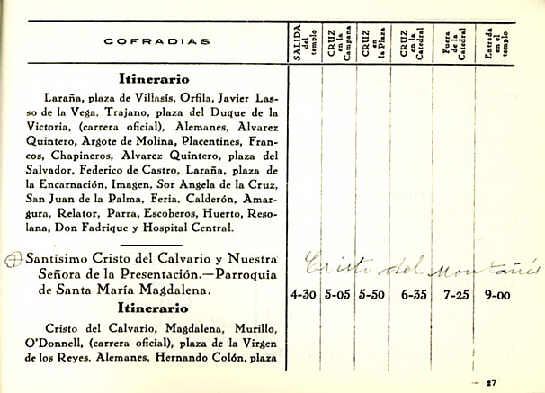 COFRADIAS
SALIDA del templo
CRUZ en la Campana
CRUZ en la Plaza
CRUZ en la Catedral
Fuera de la Catedral
Entrada en el templo
Itinerario
Laraña, plaza de Villasís, Orfila, Javier Las-
so de la Vega, Trajano, plaza del Duque de la
Victoria, (carrera oficial), Alemanes, Alvarez
Quintero, Argote de Molina, Placentines, Fran-
cos, Chapineros, Alvarez Quintero, plaza del
Salvador, Federico de Castro, Laraña, plaza de
la Encarnación, Imagen, Sor Angela de la Cruz,
San Juan de la Palma, Feria, Calderón, Amar-
gura, Relator, Parra, Escoberos, Huerto, Reso-
lana, Don Fadrique y Hospital Central.
Santísimo Cristo del Calvario y Nuestra
Señora de la Presentación.—Parroquia
de Santa María Magdalena.
Cristo del
4-30 5-05 5-50 6-35 7-25 9-00
Itinerario
Cristo del Calvario, Magdalena, Murillo,
O'Donnell, (carrera oficial), plaza de la Virgen
de los Reyes, Alemanes, Hernando Colón, plaza
— 27